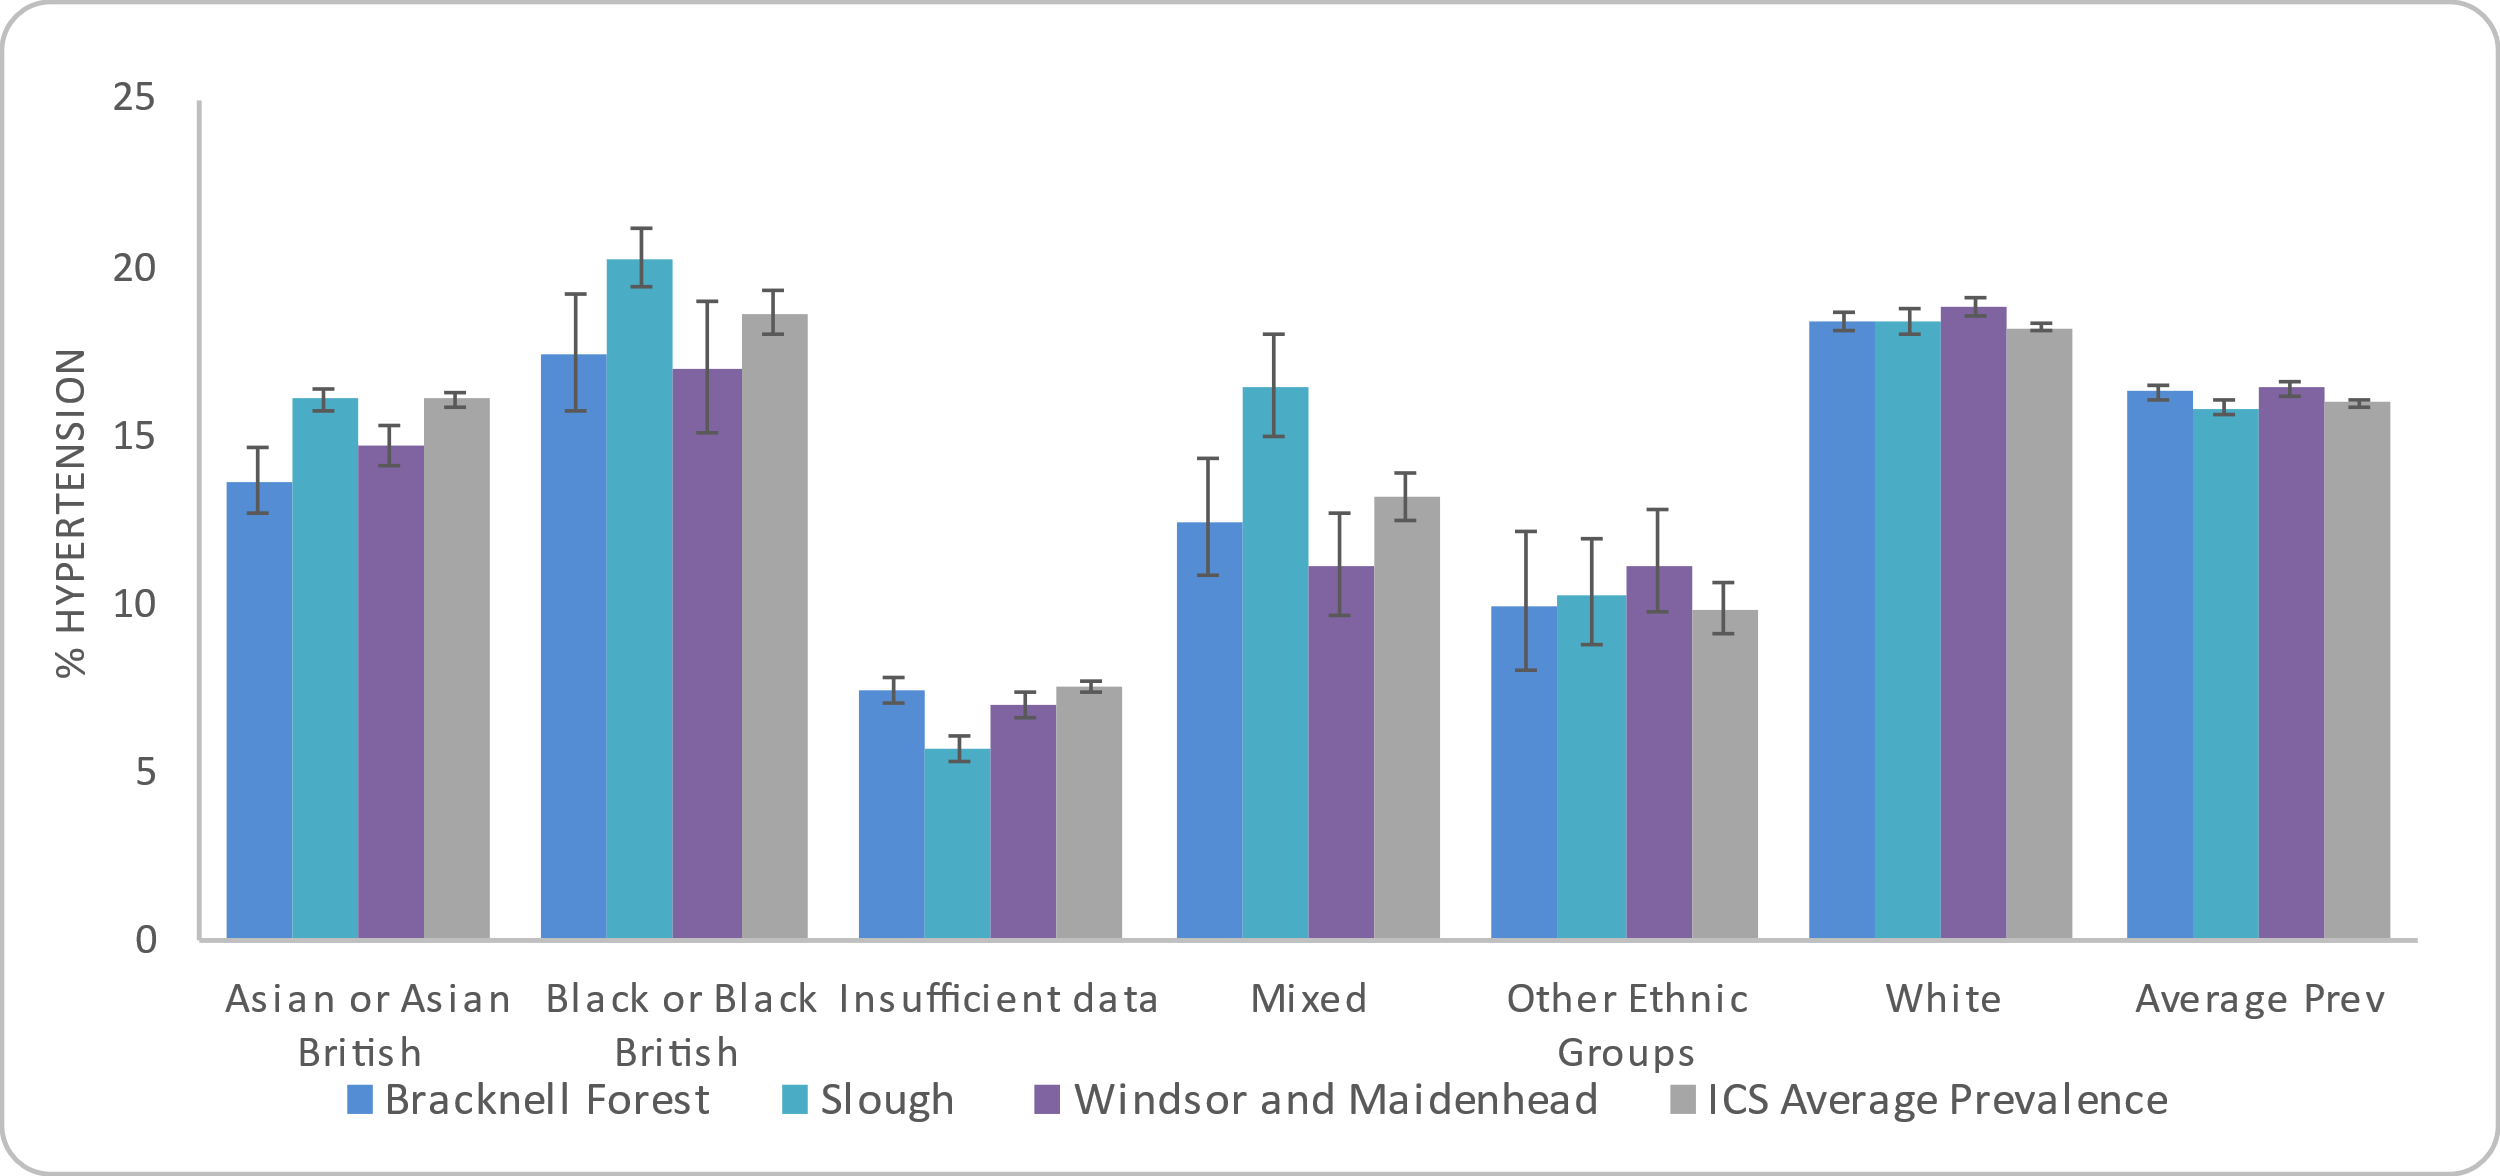 25
20
15
10
5
0
% HYPERTENSION
Asian or Asian British
Black or Black British
Insufficient data
Mixed
Other Ethnic Groups
White
Average Prev
Bracknell Forest
Slough
Windsor and Maidenhead
ICS Average Prevalence